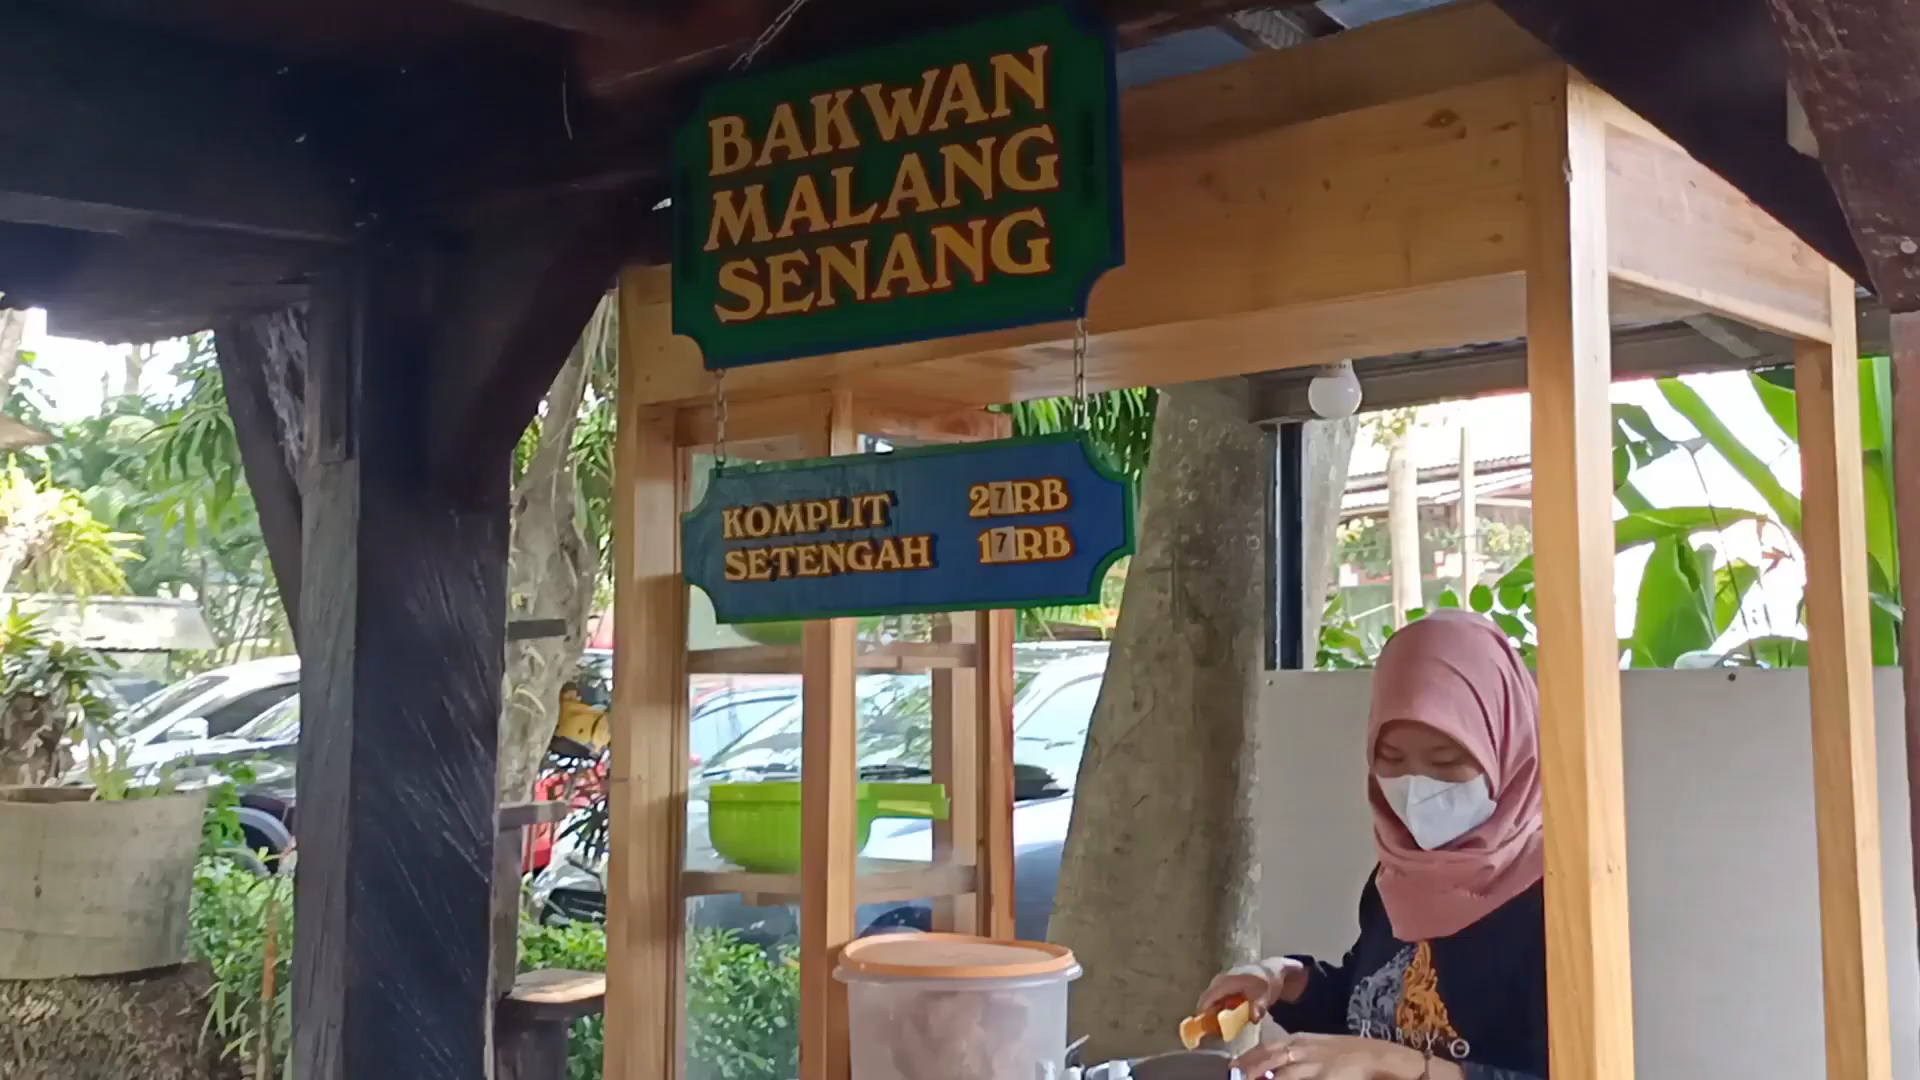 BAKWAN
MALANG
SENANG
KOMPLIT 27RB
SETENGAH 17RB